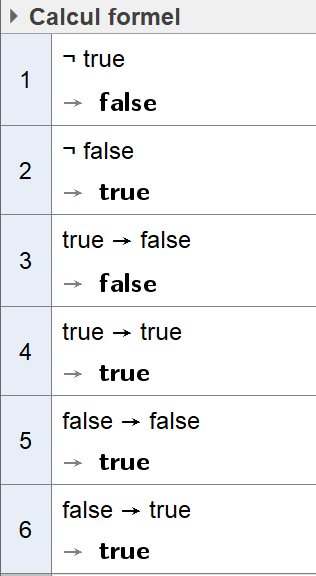 Calcul formel
1
¬ true
→ false
2
¬ false
→ true
3
true → false
→ false
4
true → true
→ true
5
false → false
→ true
6
false → true
→ true